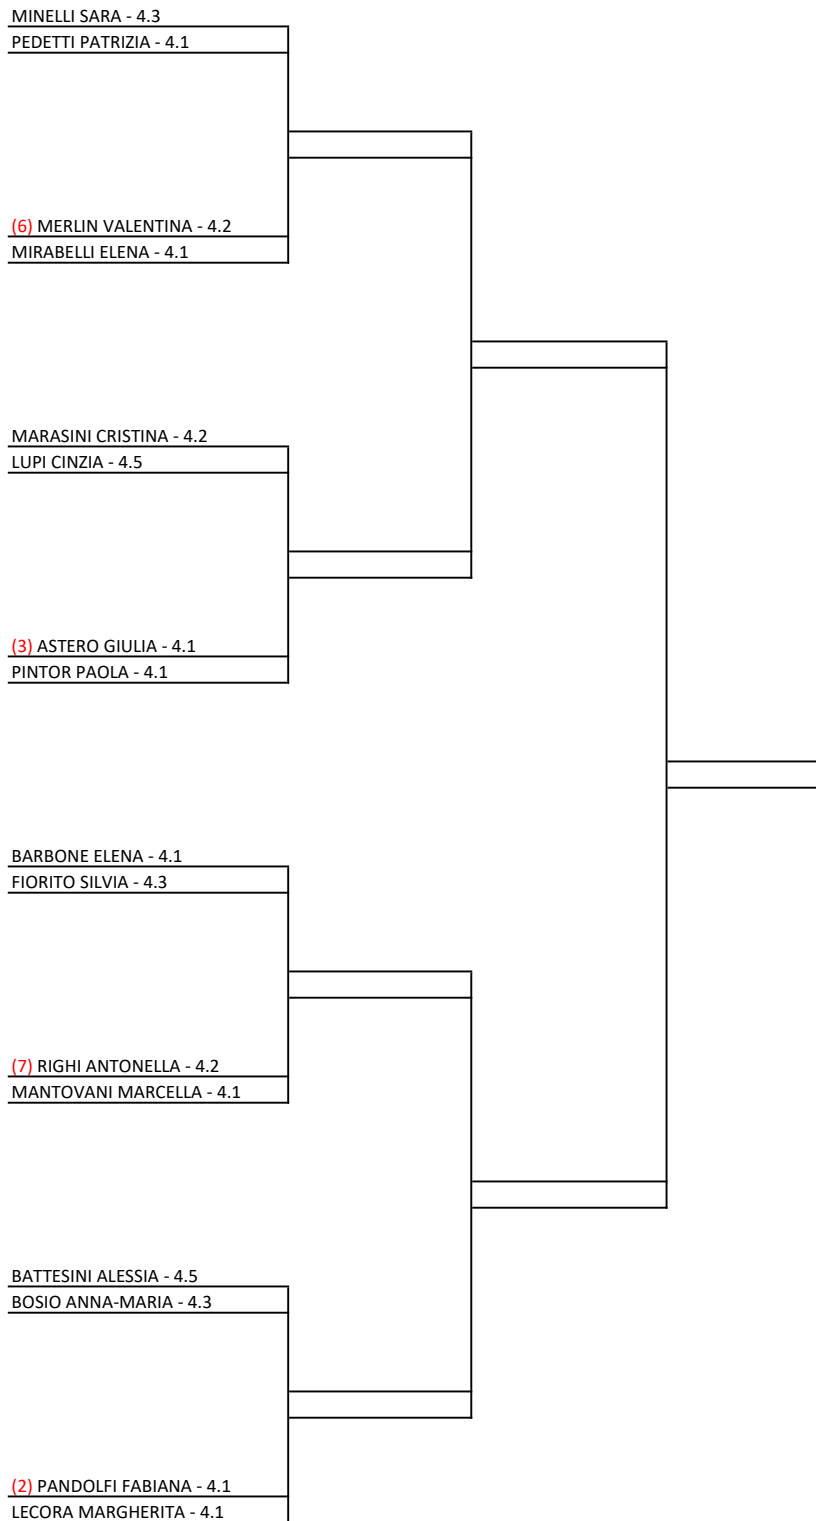 MINELLI SARA - 4.3
PEDETTI PATRIZIA - 4.1
(6) MERLIN VALENTINA - 4.2
MIRABELLI ELENA - 4.1
MARASINI CRISTINA - 4.2
LUPI CINZIA - 4.5
(3) ASTERO GIULIA - 4.1
PINTOR PAOLA - 4.1
BARBONE ELENA - 4.1
FIORITO SILVIA - 4.3
(7) RIGHI ANTONELLA - 4.2
MANTOVANI MARCELLA - 4.1
BATTESINI ALESSIA - 4.5
BOSIO ANNA-MARIA - 4.3
(2) PANDOLFI FABIANA - 4.1
LECORA MARGHERITA - 4.1